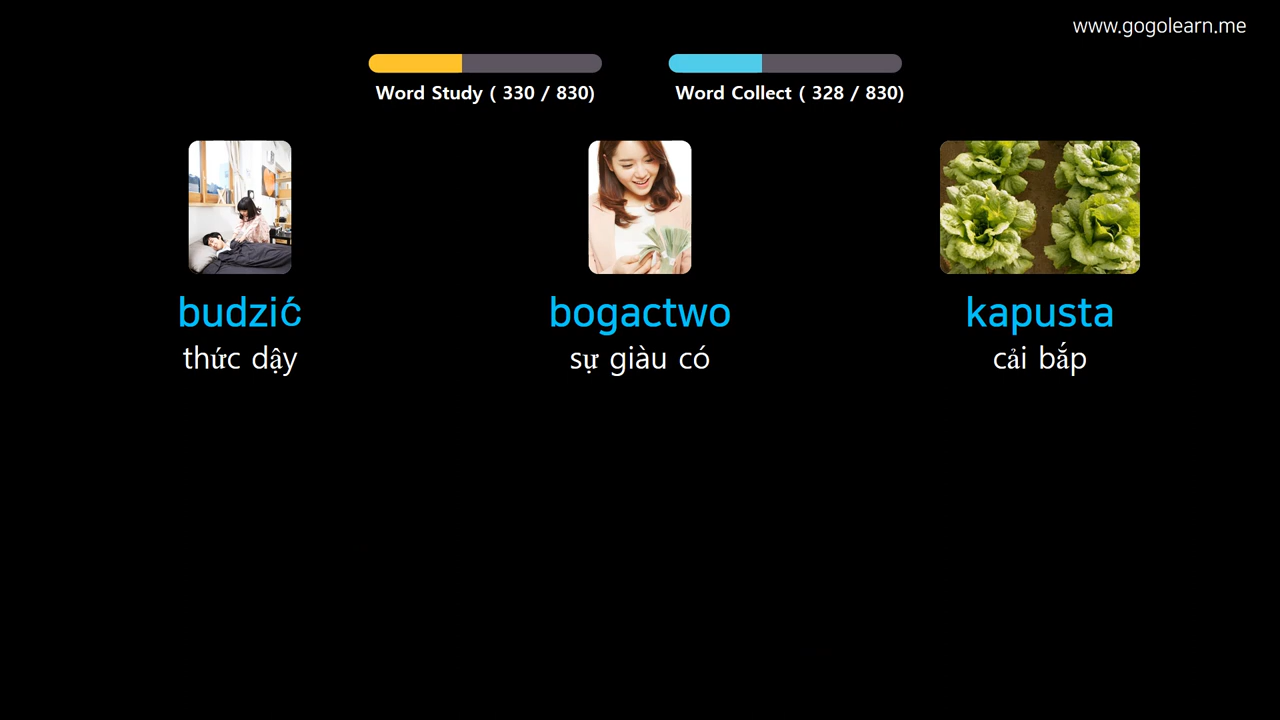 www.gogolearn.me
Word Study ( 330 / 830)
Word Collect ( 328 / 830)
budzić
bogactwo
kapusta
thức dậy
sự giàu có
cải bắp